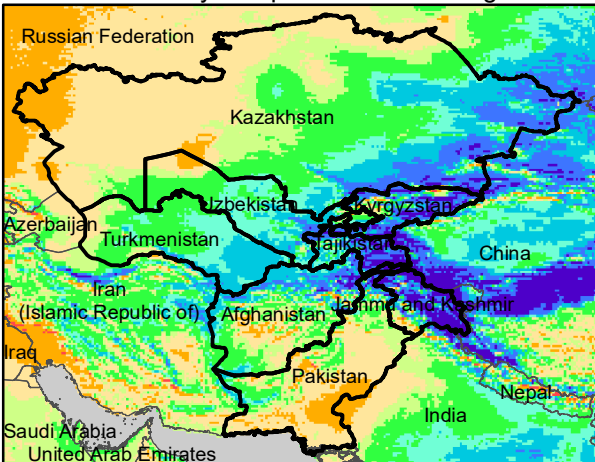 Russian Federation
Kazakhstan
Uzbekistan
Kyrgyzstan
Azerbaijan
Turkmenistan
Tajikistan
China
Iran
(Islamic Republic of)
Afghanistan
Jammu and Kashmir
Iraq
Pakistan
Nepal
India
Saudi Arabia
United Arab Emirates